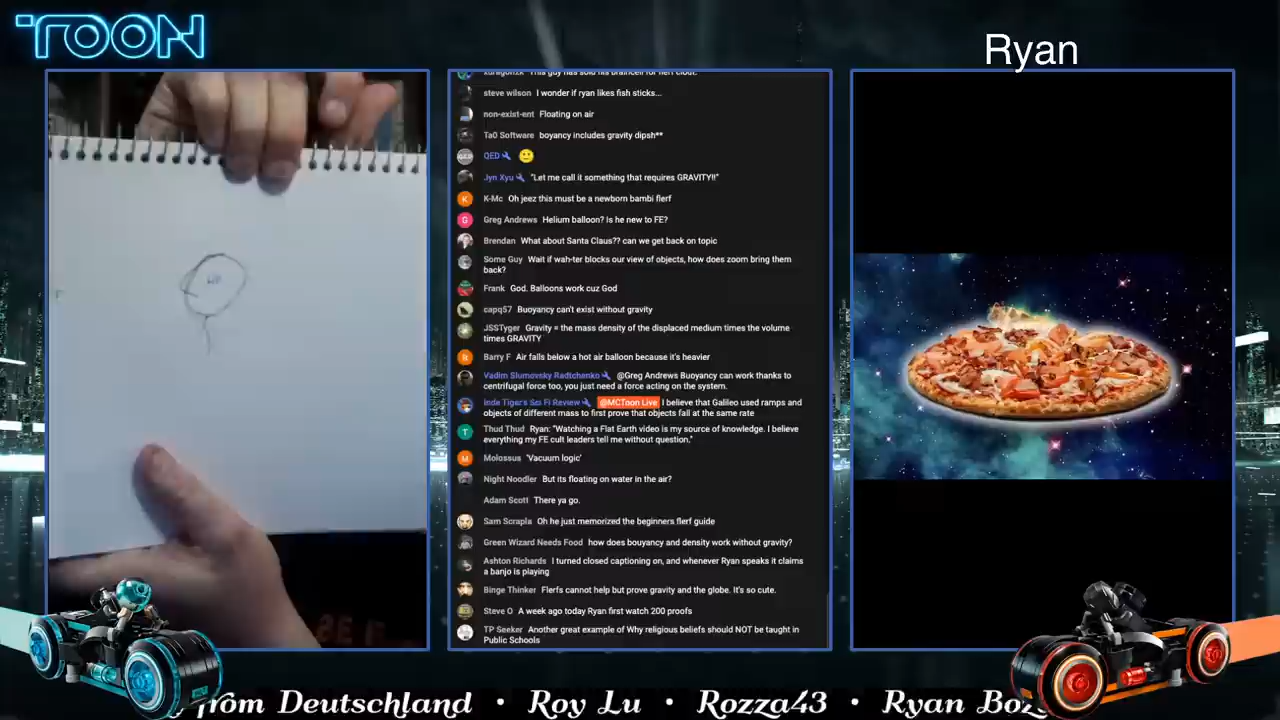 TOON
Ryan
This guy has sold his braincell for nerf clout.
steve wilson I wonder if ryan likes fish sticks...
non-exist-ent Floating on air
TaO Software boyancy includes gravity dipsh**
QED
Jyn Xyu "Let me call it something that requires GRAVITY!!"
K-Mc Oh jeez this must be a newborn bambi flerf
Greg Andrews Helium balloon? Is he new to FE?
Brendan What about Santa Claus?? can we get back on topic
Some Guy Wait if wah-ter blocks our view of objects, how does zoom bring them
back?
Frank God. Balloons work cuz God
capq57 Buoyancy can't exist without gravity
JSSTyger Gravity = the mass density of the displaced medium times the volume
times GRAVITY
Barry F Air falls below a hot air balloon because it's heavier
Vadim Slumovsky Radtchenko @Greg Andrews Buoyancy can work thanks to
centrifugal force too, you just need a force acting on the system.
Inde Tiger's Sci Fi Review @MCToon Live I believe that Galileo used ramps and
objects of different mass to first prove that objects fall at the same rate
Thud Thud Ryan: "Watching a Flat Earth video is my source of knowledge. I believe
everything my FE cult leaders tell me without question."
Molossus 'Vacuum logic'
Night Noodler But its floating on water in the air?
Adam Scott There ya go.
Sam Scrapla Oh he just memorized the beginners flerf guide
Green Wizard Needs Food how does bouyancy and density work without gravity?
Ashton Richards I turned closed captioning on, and whenever Ryan speaks it claims
a banjo is playing
Binge Thinker Flerfs cannot help but prove gravity and the globe. It's so cute.
Steve O A week ago today Ryan first watch 200 proofs
TP Seeker Another great example of Why religious beliefs should NOT be taught in
Public Schools
from Deutschland • Roy Lu • Rozza43 • Ryan